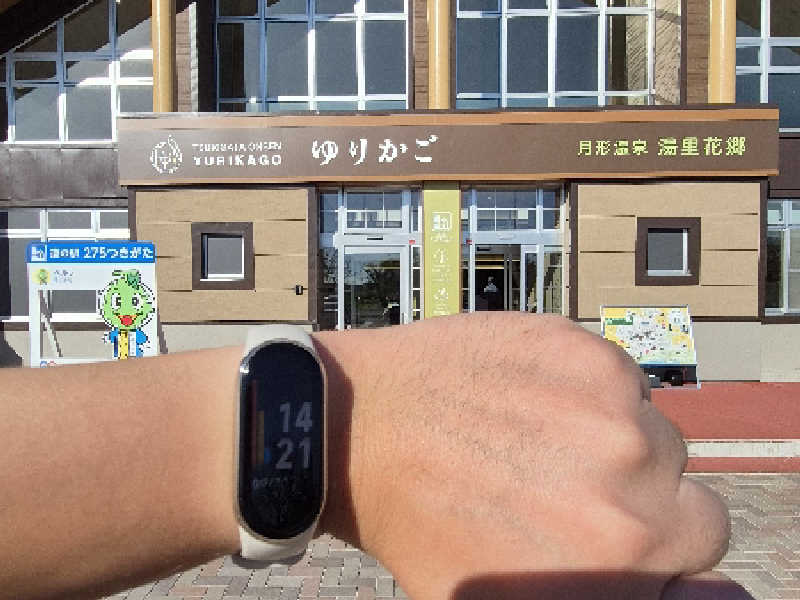 TSUKIGATA ONSEN
YURIKAGO
ゆりかご
月形温泉 湯里花郷
道の駅 275つきがた
14
21